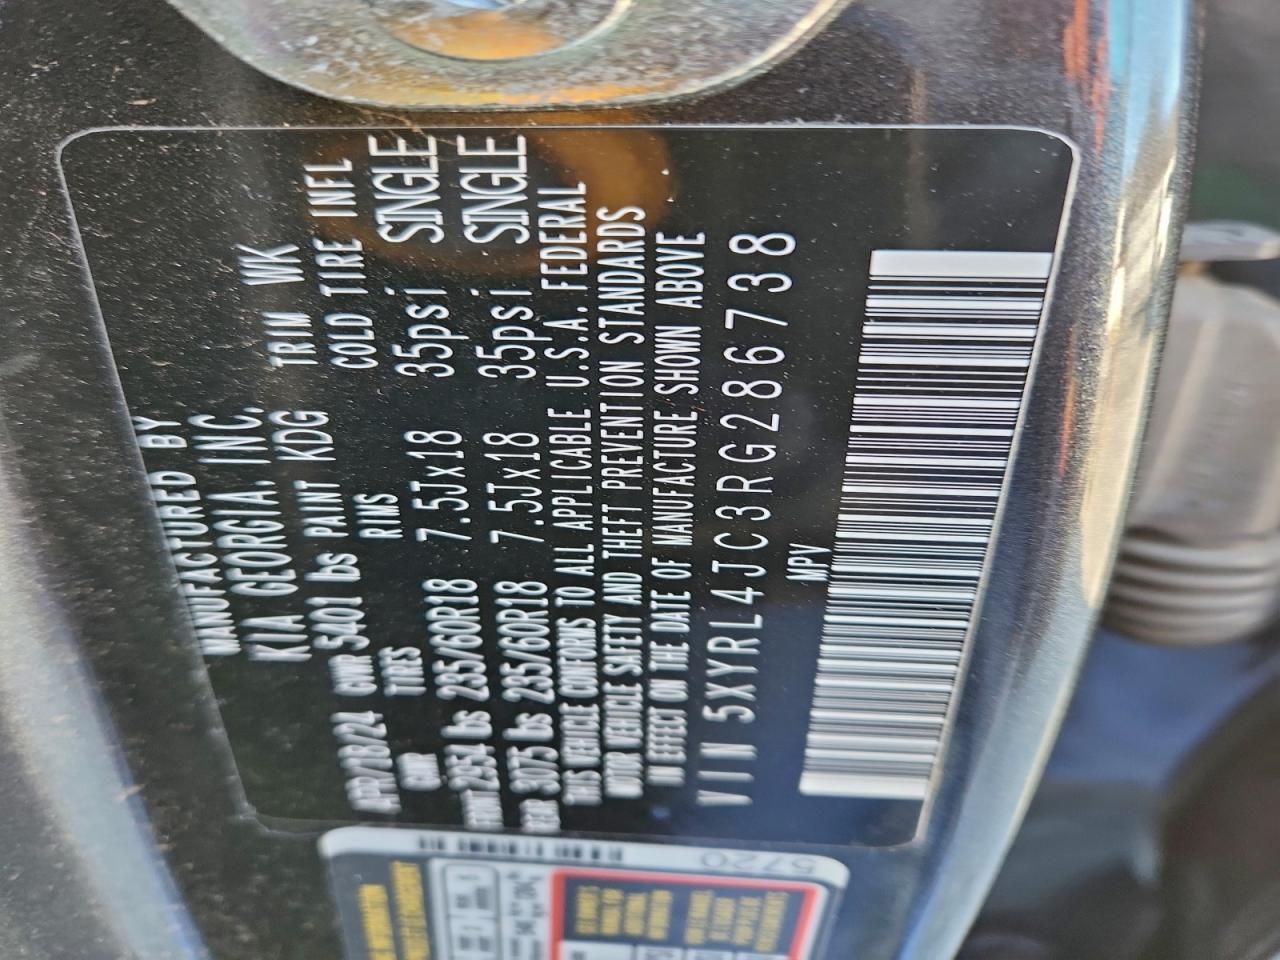 MANUFACTURED BY
KIA GEORGIA. INC.
APR/28/24 GVWR 5401 lbs PAINT KDG TRIM WK
GAWR TIRES RIMS COLD TIRE INFL
FRONT 2954 lbs 235/60R18 7.5Jx18 35psi SINGLE
REAR 3075 lbs 235/60R18 7.5Jx18 35psi SINGLE
THIS VEHICLE CONFORMS TO ALL APPLICABLE U.S.A. FEDERAL
MOTOR VEHICLE SAFETY AND THEFT PREVENTION STANDARDS
IN EFFECT ON THE DATE OF MANUFACTURE SHOWN ABOVE
VIN 5XYRL4JC3RG286738
MPV
5720